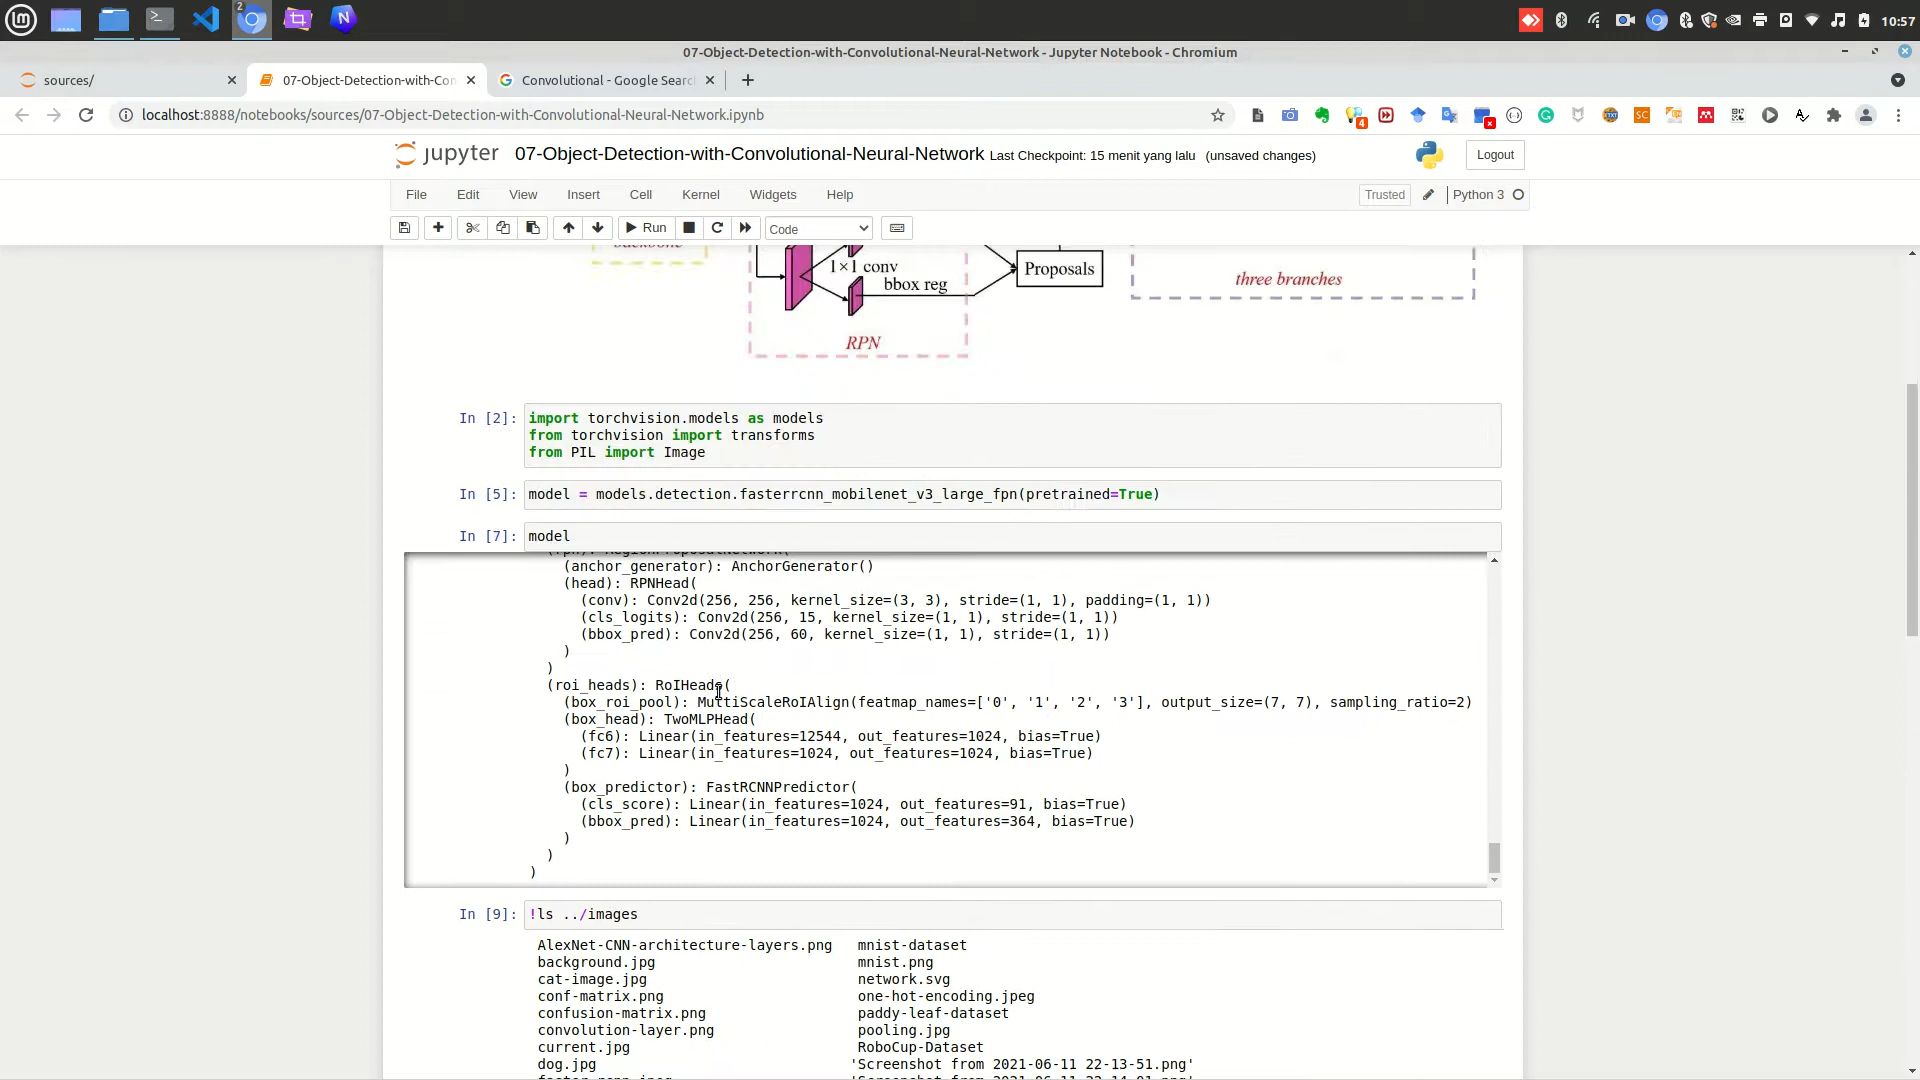 2
10:57
07-Object-Detection-with-Convolutional-Neural-Network - Jupyter Notebook - Chromium
sources/
07-Object-Detection-with-Con
Convolutional - Google Searc
localhost:8888/notebooks/sources/07-Object-Detection-with-Convolutional-Neural-Network.ipynb
jupyter 07-Object-Detection-with-Convolutional-Neural-Network Last Checkpoint: 15 menit yang lalu (unsaved changes)
Logout
File Edit View Insert Cell Kernel Widgets Help
Trusted
Python 3
Run
Code
backbone
1×1 conv
bbox reg
Proposals
three branches
RPN
In [2]: import torchvision.models as models
from torchvision import transforms
from PIL import Image
In [5]: model = models.detection.fasterrcnn_mobilenet_v3_large_fpn(pretrained=True)
In [7]: model
(rpn): RegionProposalNetwork(
(anchor_generator): AnchorGenerator()
(head): RPNHead(
(conv): Conv2d(256, 256, kernel_size=(3, 3), stride=(1, 1), padding=(1, 1))
(cls_logits): Conv2d(256, 15, kernel_size=(1, 1), stride=(1, 1))
(bbox_pred): Conv2d(256, 60, kernel_size=(1, 1), stride=(1, 1))
)
)
(roi_heads): RoIHeads(
(box_roi_pool): MultiScaleRoIAlign(featmap_names=['0', '1', '2', '3'], output_size=(7, 7), sampling_ratio=2)
(box_head): TwoMLPHead(
(fc6): Linear(in_features=12544, out_features=1024, bias=True)
(fc7): Linear(in_features=1024, out_features=1024, bias=True)
)
(box_predictor): FastRCNNPredictor(
(cls_score): Linear(in_features=1024, out_features=91, bias=True)
(bbox_pred): Linear(in_features=1024, out_features=364, bias=True)
)
)
)
In [9]: !ls ../images
AlexNet-CNN-architecture-layers.png mnist-dataset
background.jpg mnist.png
cat-image.jpg network.svg
conf-matrix.png one-hot-encoding.jpeg
confusion-matrix.png paddy-leaf-dataset
convolution-layer.png pooling.jpg
current.jpg RoboCup-Dataset
dog.jpg 'Screenshot from 2021-06-11 22-13-51.png'